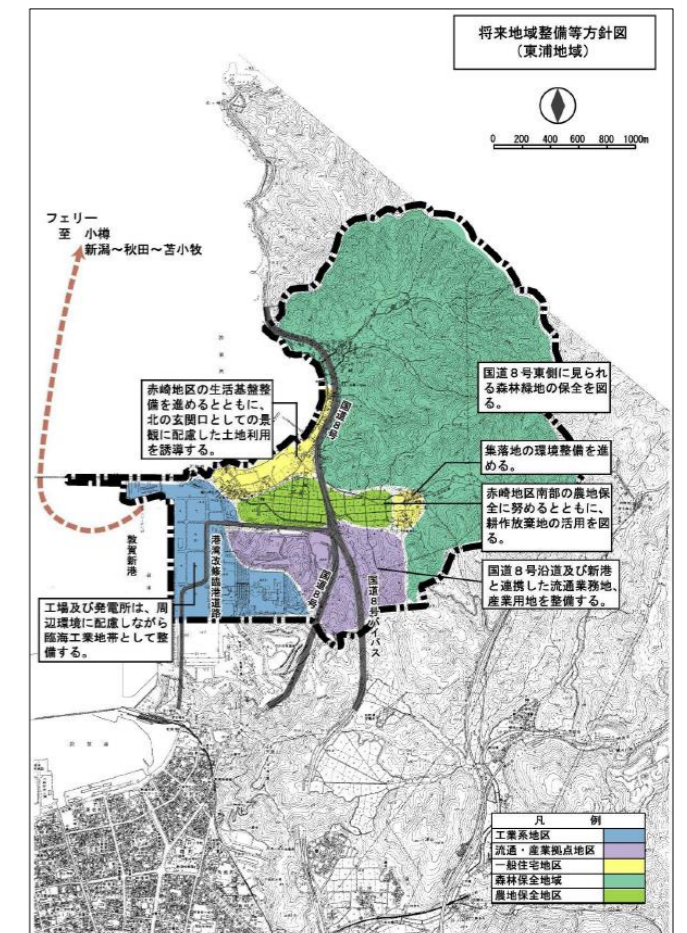 将来地域整備等方針図
（東浦地域）
0 200 400 600 800 1000m
フェリー
至 小樽
新潟～秋田～苫小牧
赤崎地区の生活基盤整
備を進めるとともに、
北の玄関口としての景
観に配慮した土地利用
を誘導する。
国道８号
国道８号東側に見られ
る森林緑地の保全を図
る。
集落地の環境整備を進
める。
赤崎地区南部の農地保
全に努めるとともに、
耕作放棄地の活用を図
る。
国道８号沿道及び新港
と連携した流通業務地、
産業用地を整備する。
敦賀新港
港湾改修臨港道路
国道８号
国道８号バイパス
工場及び発電所は、周
辺環境に配慮しながら
臨海工業地帯として整
備する。
凡 例
工業系地区
流通・産業拠点地区
一般住宅地区
森林保全地域
農地保全地区